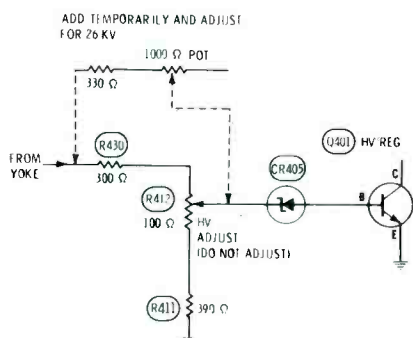 ADD TEMPORARILY AND ADJUST
FOR 26 KV
1000 Ω POT
330 Ω
Q401 HV REG
FROM
YOKE
R430
300 Ω
CR405
C
B
E
R412
100 Ω
HV
ADJUST
(DO NOT ADJUST)
R411
390 Ω